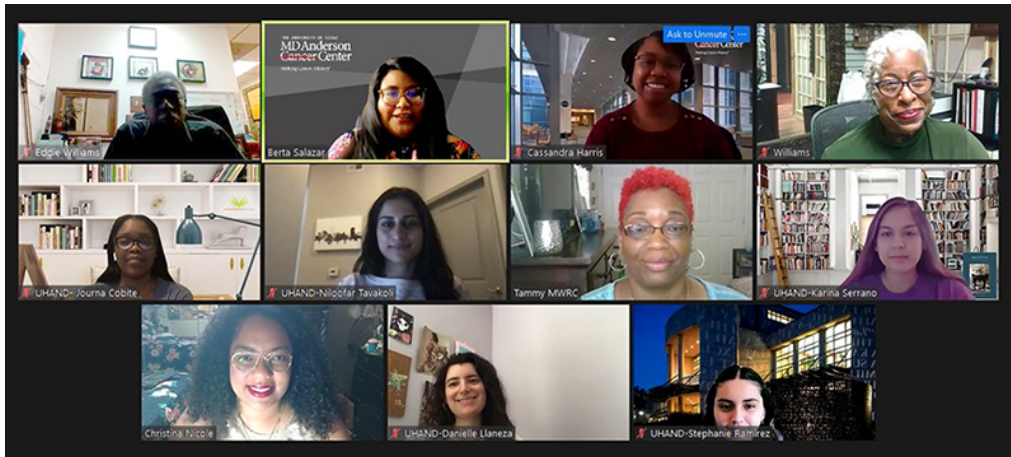 THE UNIVERSITY OF TEXAS
MD Anderson
Cancer Center
Making Cancer History®
Ask to Unmute
...
Cancer Center
Eddie Williams
Berta Salazar
Cassandra Harris
Williams
UHAND- Journa Cobite
UHAND-Niloofar Tavakoli
Tammy MWRC
UHAND-Karina Serrano
Christina Nicole
UHAND-Danielle Llaneza
UHAND-Stephanie Ramirez